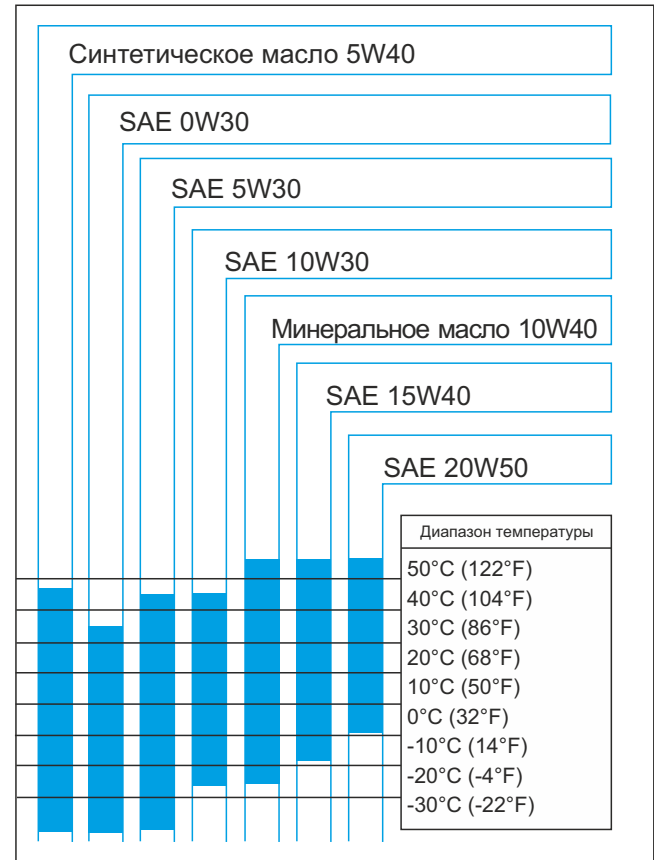 Синтетическое масло 5W40
SAE 0W30
SAE 5W30
SAE 10W30
Минеральное масло 10W40
SAE 15W40
SAE 20W50
Диапазон температуры
50°C (122°F)
40°C (104°F)
30°C (86°F)
20°C (68°F)
10°C (50°F)
0°C (32°F)
-10°C (14°F)
-20°C (-4°F)
-30°C (-22°F)